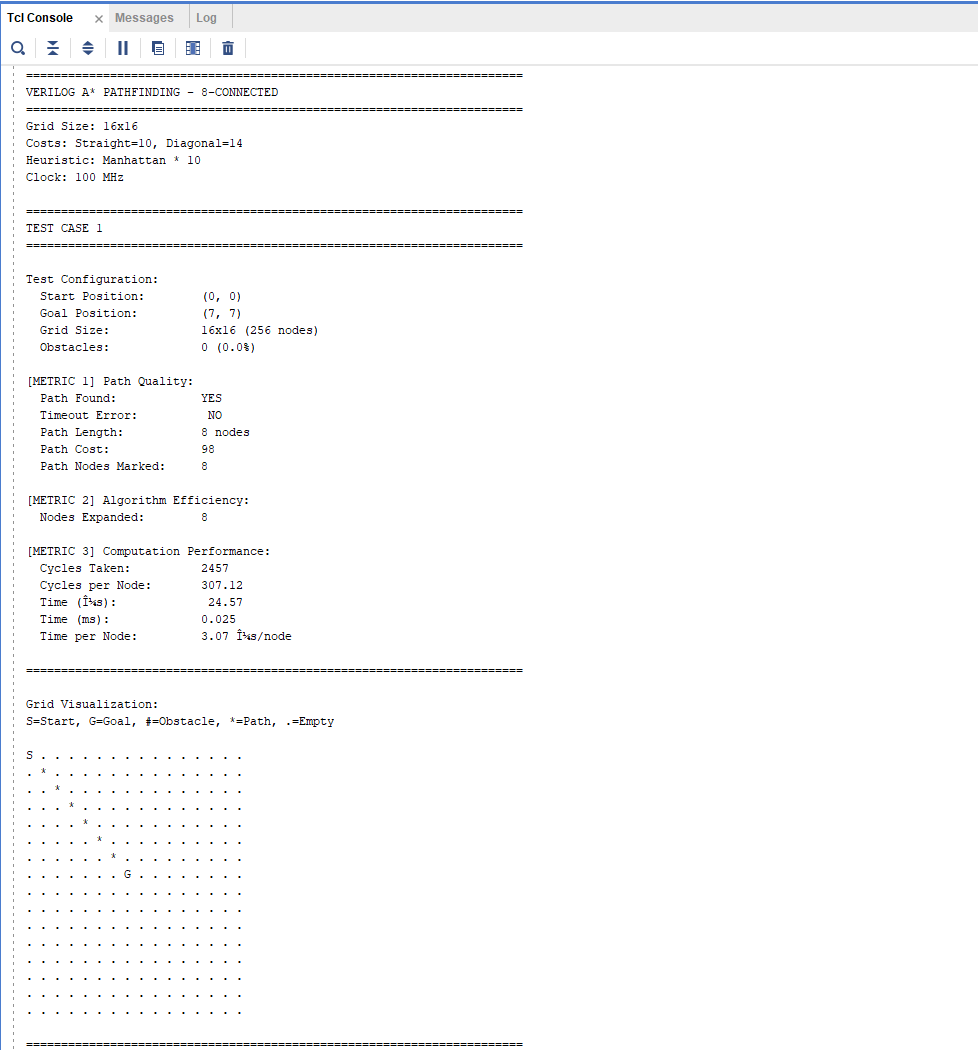 Tcl Console × Messages Log
=======================================================================
VERILOG A* PATHFINDING - 8-CONNECTED
=======================================================================
Grid Size: 16x16
Costs: Straight=10, Diagonal=14
Heuristic: Manhattan * 10
Clock: 100 MHz
=======================================================================
TEST CASE 1
=======================================================================
Test Configuration:
Start Position: (0, 0)
Goal Position: (7, 7)
Grid Size: 16x16 (256 nodes)
Obstacles: 0 (0.0%)
[METRIC 1] Path Quality:
Path Found: YES
Timeout Error: NO
Path Length: 8 nodes
Path Cost: 98
Path Nodes Marked: 8
[METRIC 2] Algorithm Efficiency:
Nodes Expanded: 8
[METRIC 3] Computation Performance:
Cycles Taken: 2457
Cycles per Node: 307.12
Time (Î¼s): 24.57
Time (ms): 0.025
Time per Node: 3.07 Î¼s/node
=======================================================================
Grid Visualization:
S=Start, G=Goal, #=Obstacle, *=Path, .=Empty
S . . . . . . . . . . . . . . .
. * . . . . . . . . . . . . . .
. . * . . . . . . . . . . . . .
. . . * . . . . . . . . . . . .
. . . . * . . . . . . . . . . .
. . . . . * . . . . . . . . . .
. . . . . . * . . . . . . . . .
. . . . . . . G . . . . . . . .
. . . . . . . . . . . . . . . .
. . . . . . . . . . . . . . . .
. . . . . . . . . . . . . . . .
. . . . . . . . . . . . . . . .
. . . . . . . . . . . . . . . .
. . . . . . . . . . . . . . . .
. . . . . . . . . . . . . . . .
. . . . . . . . . . . . . . . .
=======================================================================